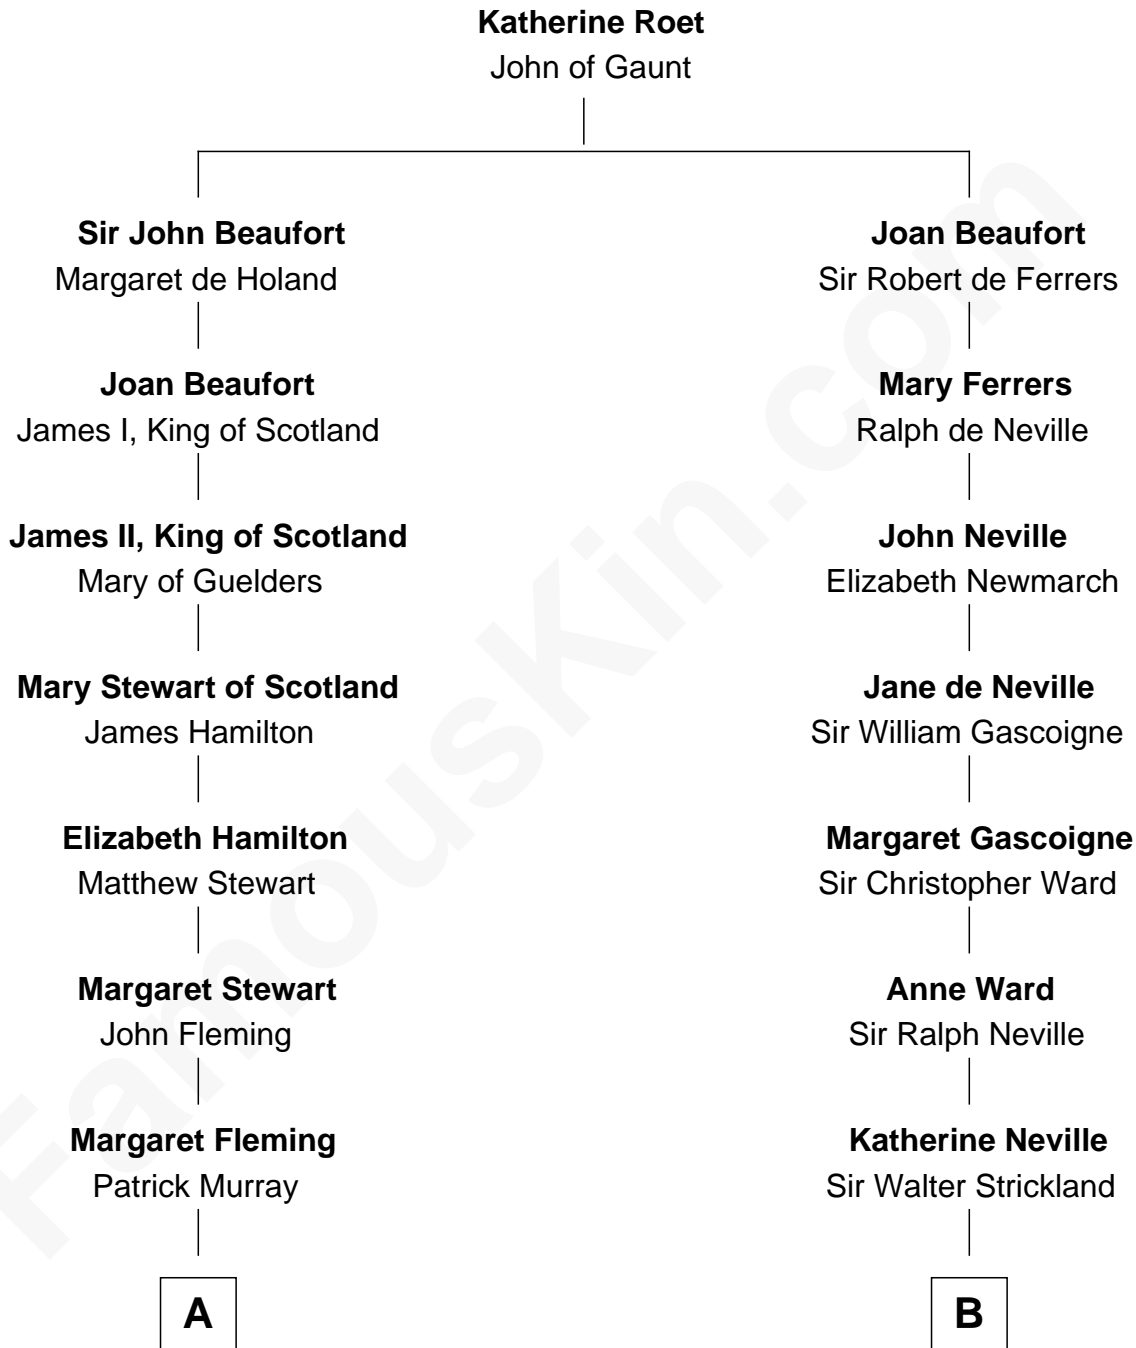 Katherine Roet
John of Gaunt
Sir John Beaufort
Margaret de Holand
Joan Beaufort
James I, King of Scotland
James II, King of Scotland
Mary of Guelders
Mary Stewart of Scotland
James Hamilton
Elizabeth Hamilton
Matthew Stewart
Margaret Stewart
John Fleming
Margaret Fleming
Patrick Murray
A
Joan Beaufort
Sir Robert de Ferrers
Mary Ferrers
Ralph de Neville
John Neville
Elizabeth Newmarch
Jane de Neville
Sir William Gascoigne
Margaret Gascoigne
Sir Christopher Ward
Anne Ward
Sir Ralph Neville
Katherine Neville
Sir Walter Strickland
B
FamousKin.com